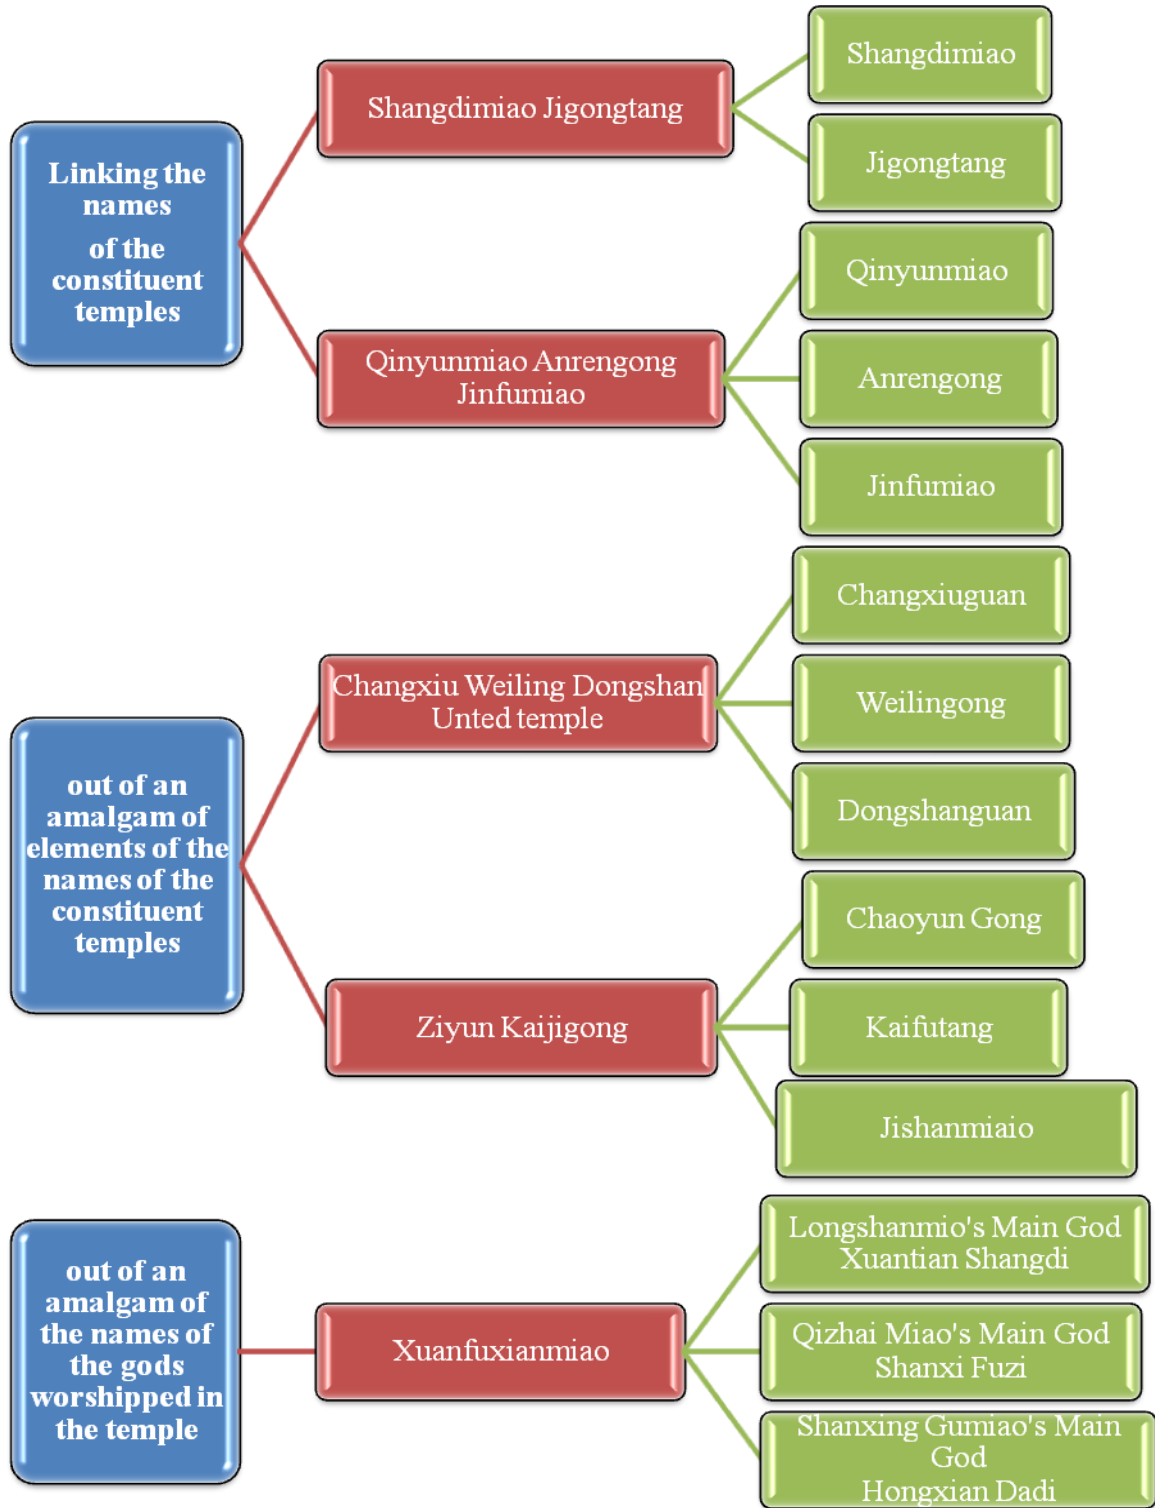 Linking the
names
of the
constituent
temples
Shangdimiao Jigongtang
Shangdimiao
Jigongtang
Qinyunmiao Anrengong
Jinfumiao
Qinyunmiao
Anrengong
Jinfumiao
out of an
amalgam of
elements of the
names of the
constituent
temples
Changxiu Weiling Dongshan
Unted temple
Changxiuguan
Weilingong
Dongshanguan
Ziyun Kaijigong
Chaoyun Gong
Kaifutang
Jishanmiaio
out of an
amalgam of
the names of
the gods
worshipped in
the temple
Xuanfuxianmiao
Longshanmio's Main God
Xuantian Shangdi
Qizhai Miao's Main God
Shanxi Fuzi
Shanxing Gumiao's Main
God
Hongxian Dadi